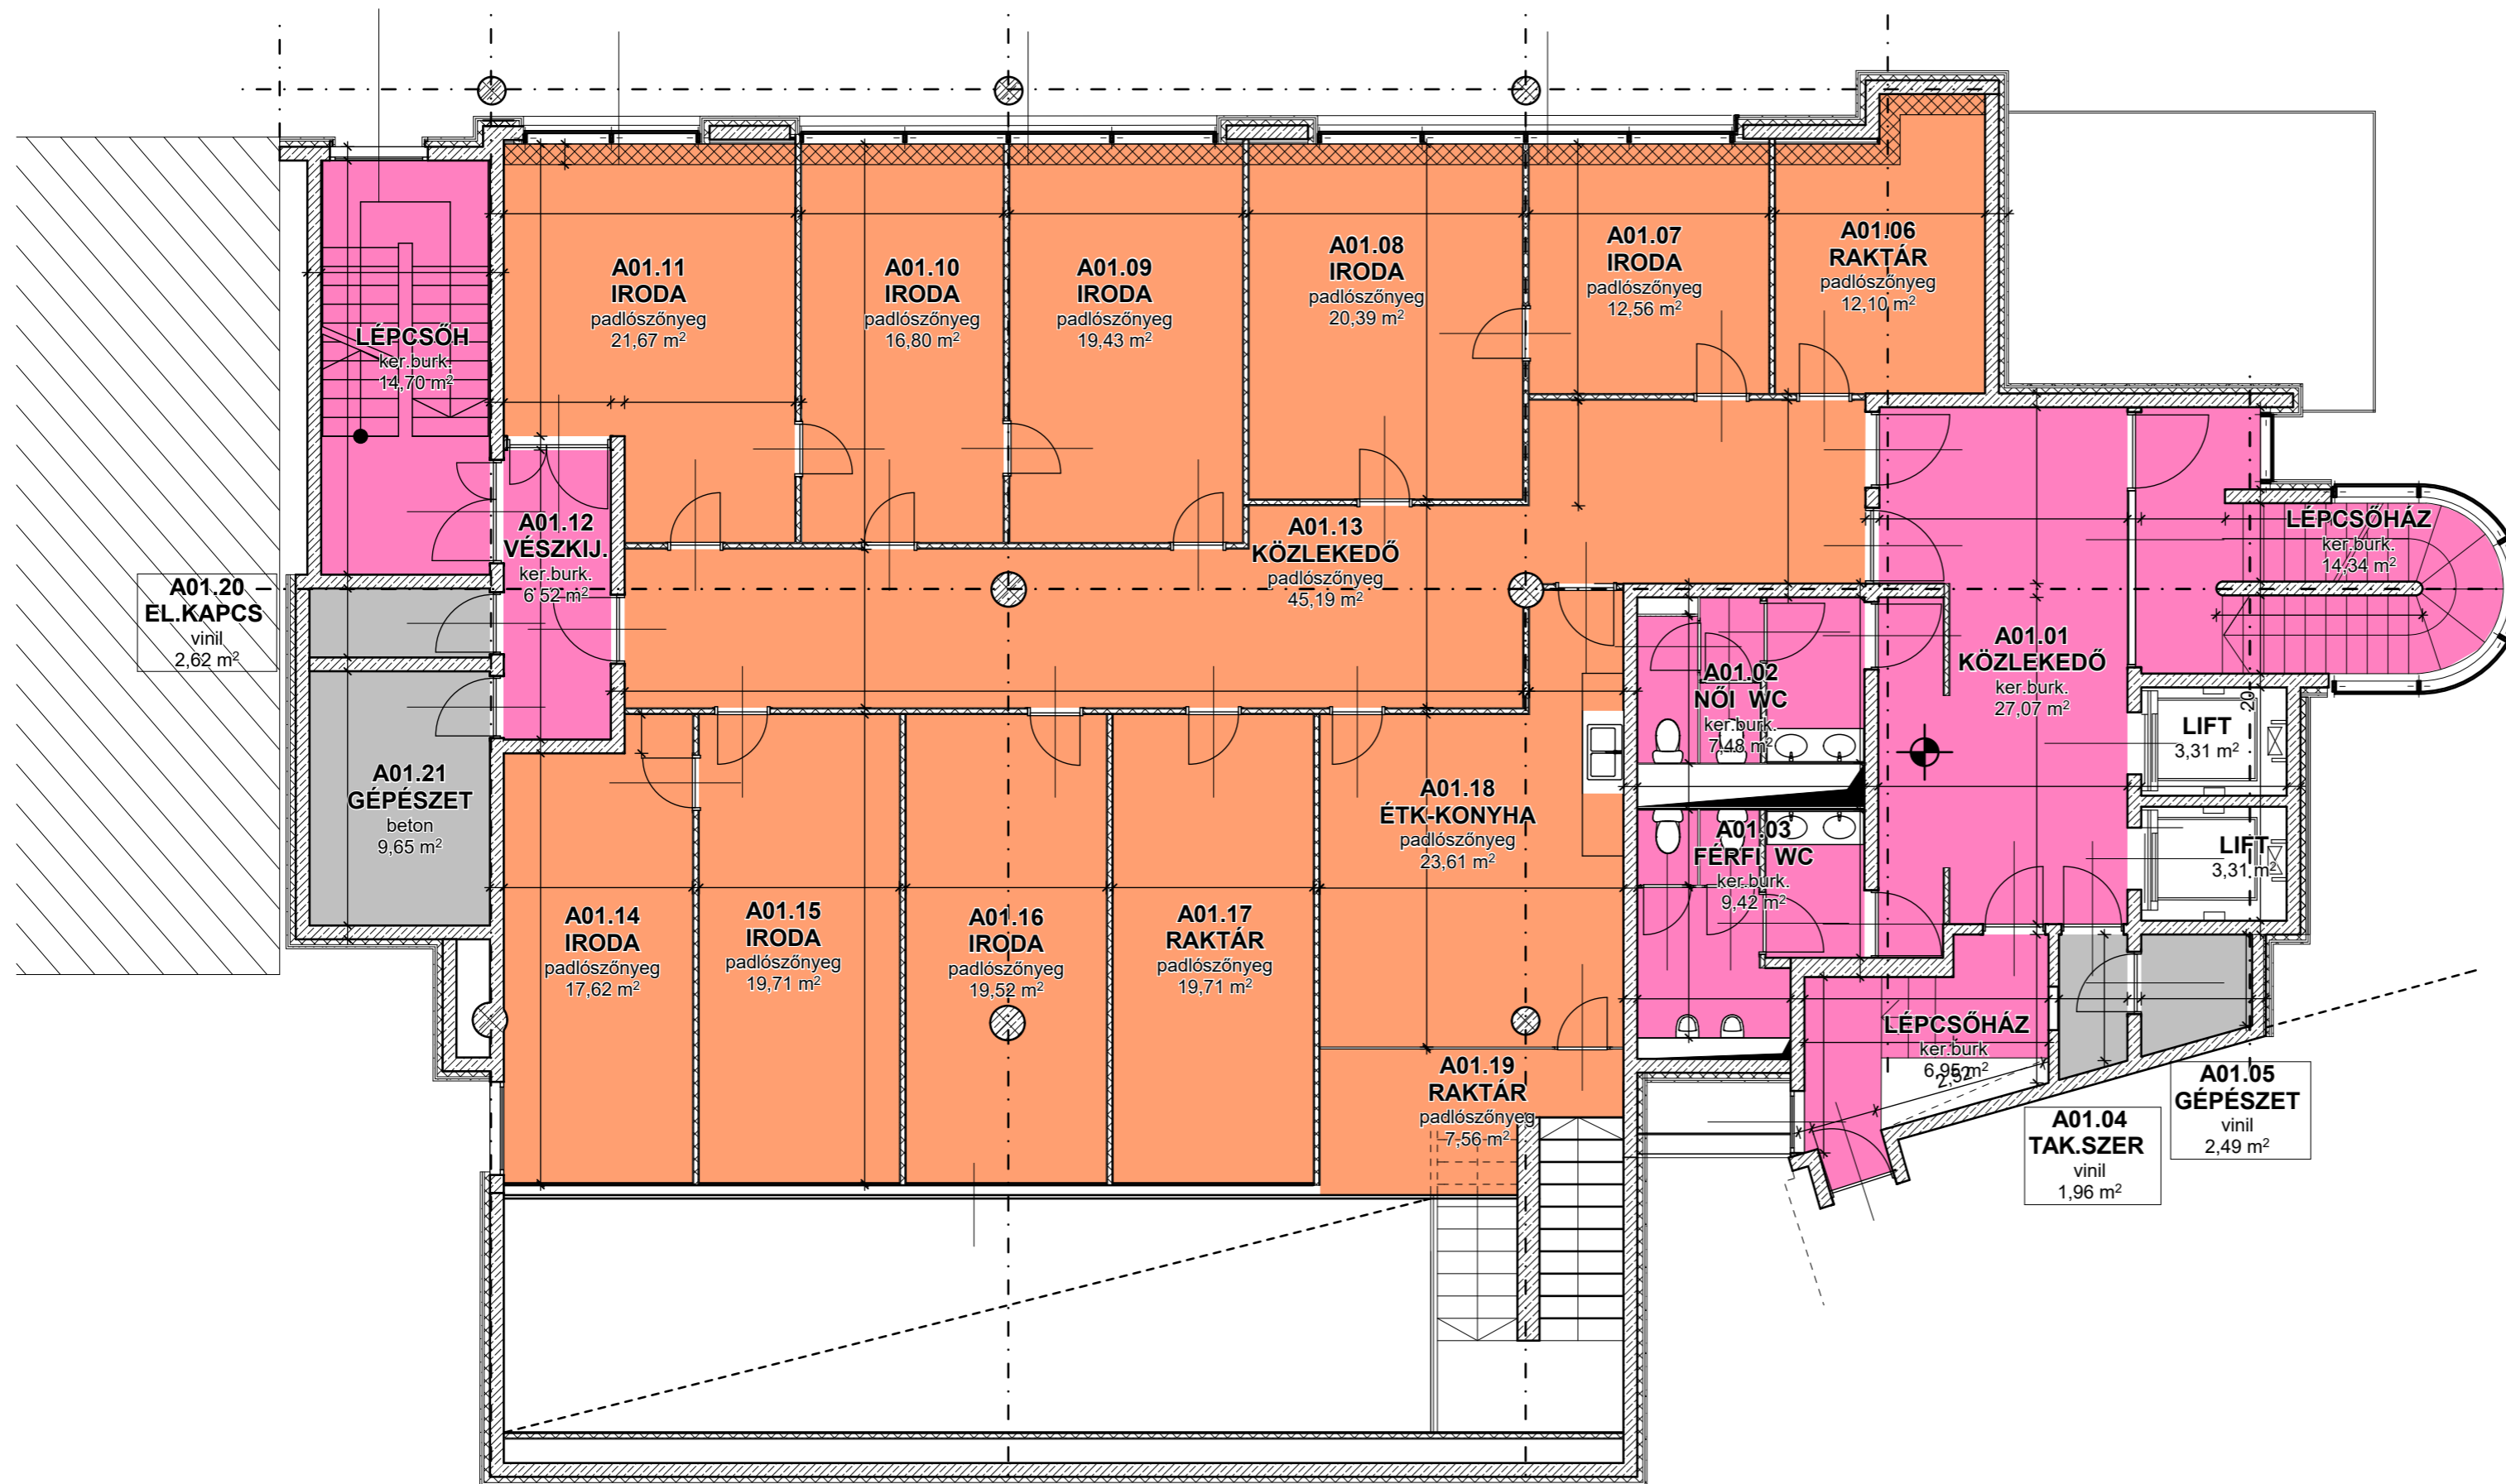 A01.11
IRODA
padlószőnyeg
21,67 m²
A01.10
IRODA
padlószőnyeg
16,80 m²
A01.09
IRODA
padlószőnyeg
19,43 m²
A01.08
IRODA
padlószőnyeg
20,39 m²
A01.07
IRODA
padlószőnyeg
12,56 m²
A01.06
RAKTÁR
padlószőnyeg
12,10 m²
LÉPCSŐH
ker.burk.
14,70 m²
A01.12
VÉSZKIJ.
ker.burk.
6 52 m²
A01.13
KÖZLEKEDŐ
padlószőnyeg
45,19 m²
LÉPCSŐHÁZ
ker.burk.
14,34 m²
A01.20
EL.KAPCS
vinil
2,62 m²
A01.01
KÖZLEKEDŐ
ker.burk.
27,07 m²
A01.02
NŐI WC
ker.burk.
7,48 m²
20
LIFT
3,31 m²
A01.21
GÉPÉSZET
beton
9,65 m²
A01.18
ÉTK-KONYHA
padlószőnyeg
23,61 m²
A01.03
FÉRFI WC
ker.burk.
9,42 m²
LIFT
3,31 m²
A01.14
IRODA
padlószőnyeg
17,62 m²
A01.15
IRODA
padlószőnyeg
19,71 m²
A01.16
IRODA
padlószőnyeg
19,52 m²
A01.17
RAKTÁR
padlószőnyeg
19,71 m²
LÉPCSŐHÁZ
ker.burk
6,95 m²
2,52
A01.19
RAKTÁR
padlószőnyeg
7,56 m²
A01.05
GÉPÉSZET
vinil
2,49 m²
A01.04
TAK.SZER
vinil
1,96 m²